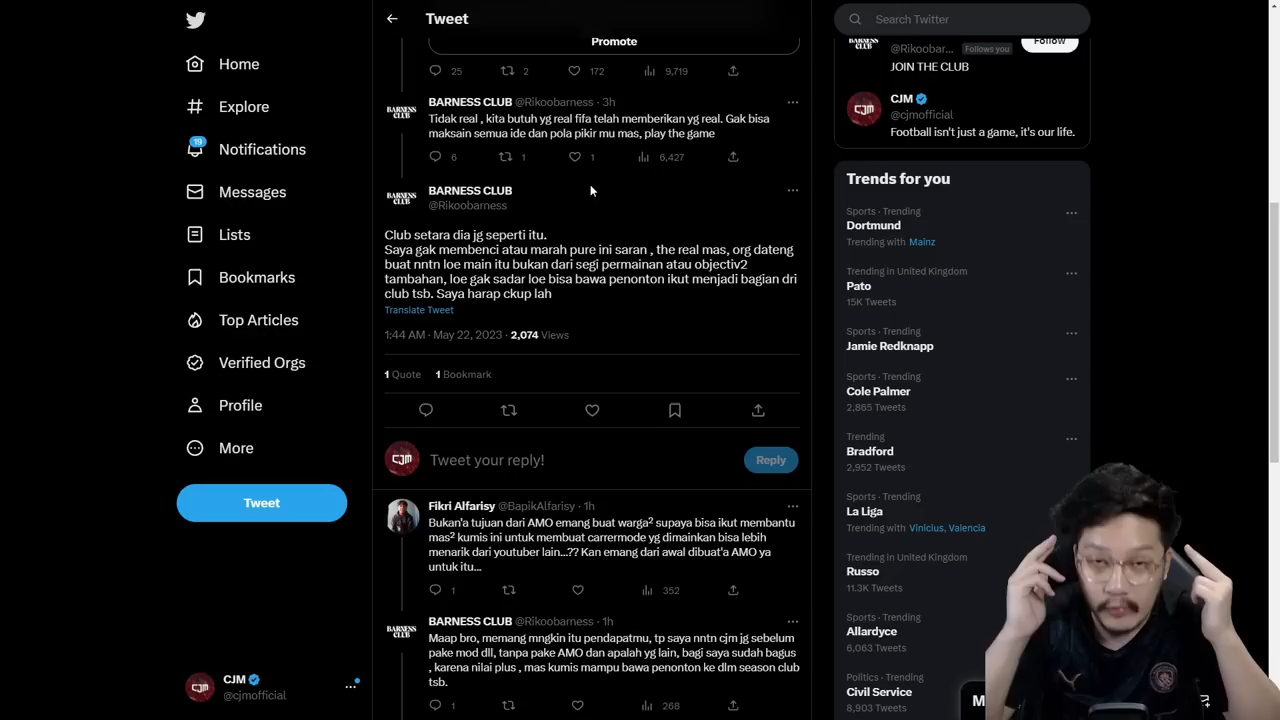 Tweet
Promote
25
2
172
9,719
BARNESS CLUB @Rikoobarness · 3h
Tidak real , kita butuh yg real fifa telah memberikan yg real. Gak bisa
maksain semua ide dan pola pikir mu mas, play the game
6
1
1
6,427
BARNESS CLUB
@Rikoobarness
Club setara dia jg seperti itu.
Saya gak membenci atau marah pure ini saran , the real mas, org dateng
buat nntn loe main itu bukan dari segi permainan atau objectiv2
tambahan, loe gak sadar loe bisa bawa penonton ikut menjadi bagian dri
club tsb. Saya harap ckup lah
Translate Tweet
1:44 AM · May 22, 2023 · 2,074 Views
1 Quote 1 Bookmark
CJM
Tweet your reply!
Reply
Fikri Alfarisy @BapikAlfarisy · 1h
Bukan'a tujuan dari AMO emang buat warga² supaya bisa ikut membantu
mas² kumis ini untuk membuat carrermode yg dimainkan bisa lebih
menarik dari youtuber lain...?? Kan emang dari awal dibuat'a AMO ya
untuk itu...
1
352
BARNESS CLUB @Rikoobarness · 1h
Maap bro, memang mngkin itu pendapatmu, tp saya nntn cjm jg sebelum
pake mod dll, tanpa pake AMO dan apalah yg lain, bagi saya sudah bagus
, karena nilai plus , mas kumis mampu bawa penonton ke dlm season club
tsb.
1
268
Home
Explore
19
Notifications
Messages
Lists
Bookmarks
Top Articles
Verified Orgs
Profile
More
Tweet
CJM
@cjmofficial
Search Twitter
BARNESS
CLUB
@Rikoobar... Follows you
Follow
JOIN THE CLUB
CJM
@cjmofficial
Football isn't just a game, it's our life.
Trends for you
Sports · Trending
Dortmund
Trending with Mainz
Trending in United Kingdom
Pato
15K Tweets
Sports · Trending
Jamie Redknapp
Sports · Trending
Cole Palmer
2,865 Tweets
Trending
Bradford
2,952 Tweets
Sports · Trending
La Liga
Trending with Vinicius, Valencia
Trending in United Kingdom
Russo
11.3K Tweets
Sports · Trending
Allardyce
6,063 Tweets
Politics · Trending
Civil Service
8,903 Tweets